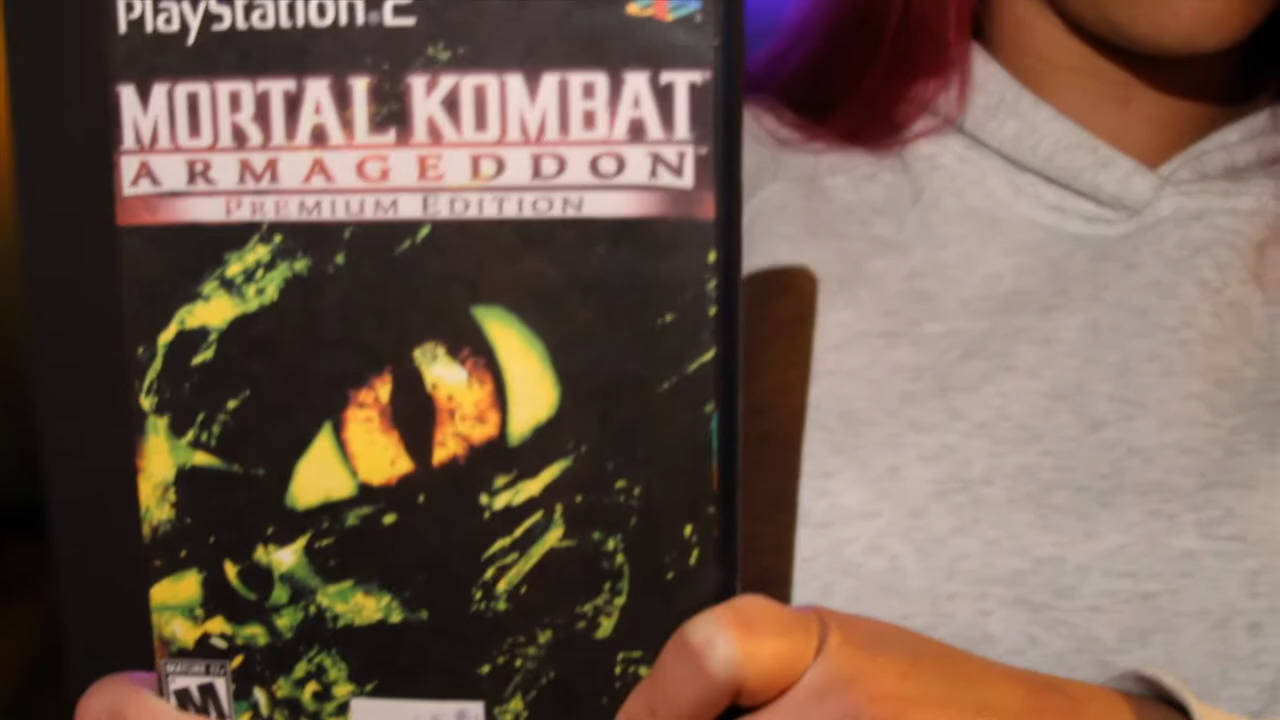 PlayStation.2
MORTAL KOMBAT
ARMAGEDDON
PREMIUM EDITION
M